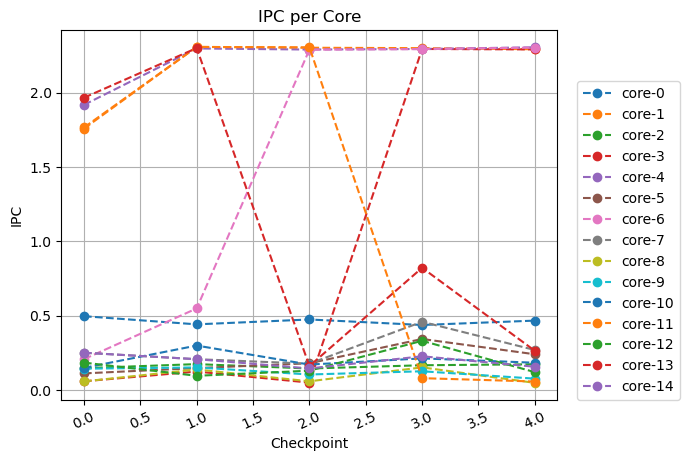 IPC per Core
IPC
2.0
1.5
1.0
0.5
0.0
0.0
0.5
1.0
1.5
2.0
2.5
3.0
3.5
4.0
Checkpoint
core-0
core-1
core-2
core-3
core-4
core-5
core-6
core-7
core-8
core-9
core-10
core-11
core-12
core-13
core-14